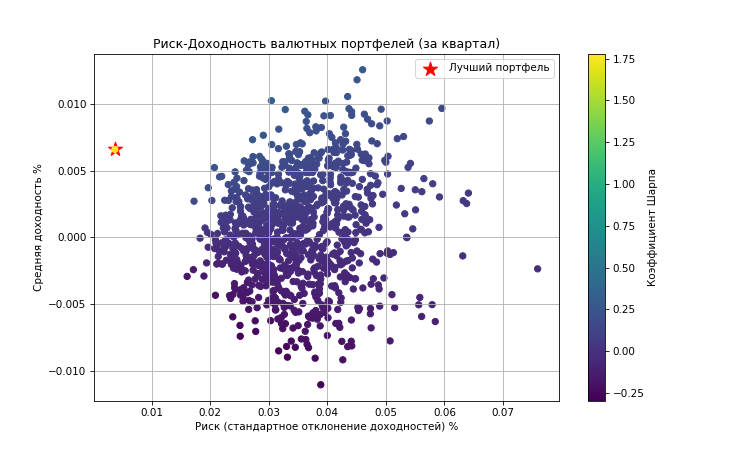 Риск-Доходность валютных портфелей (за квартал)
Лучший портфель
Средняя доходность %
0.010
0.005
0.000
−0.005
−0.010
0.01 0.02 0.03 0.04 0.05 0.06 0.07
Риск (стандартное отклонение доходностей) %
1.75
1.50
1.25
1.00
0.75
0.50
0.25
0.00
−0.25
Коэффициент Шарпа